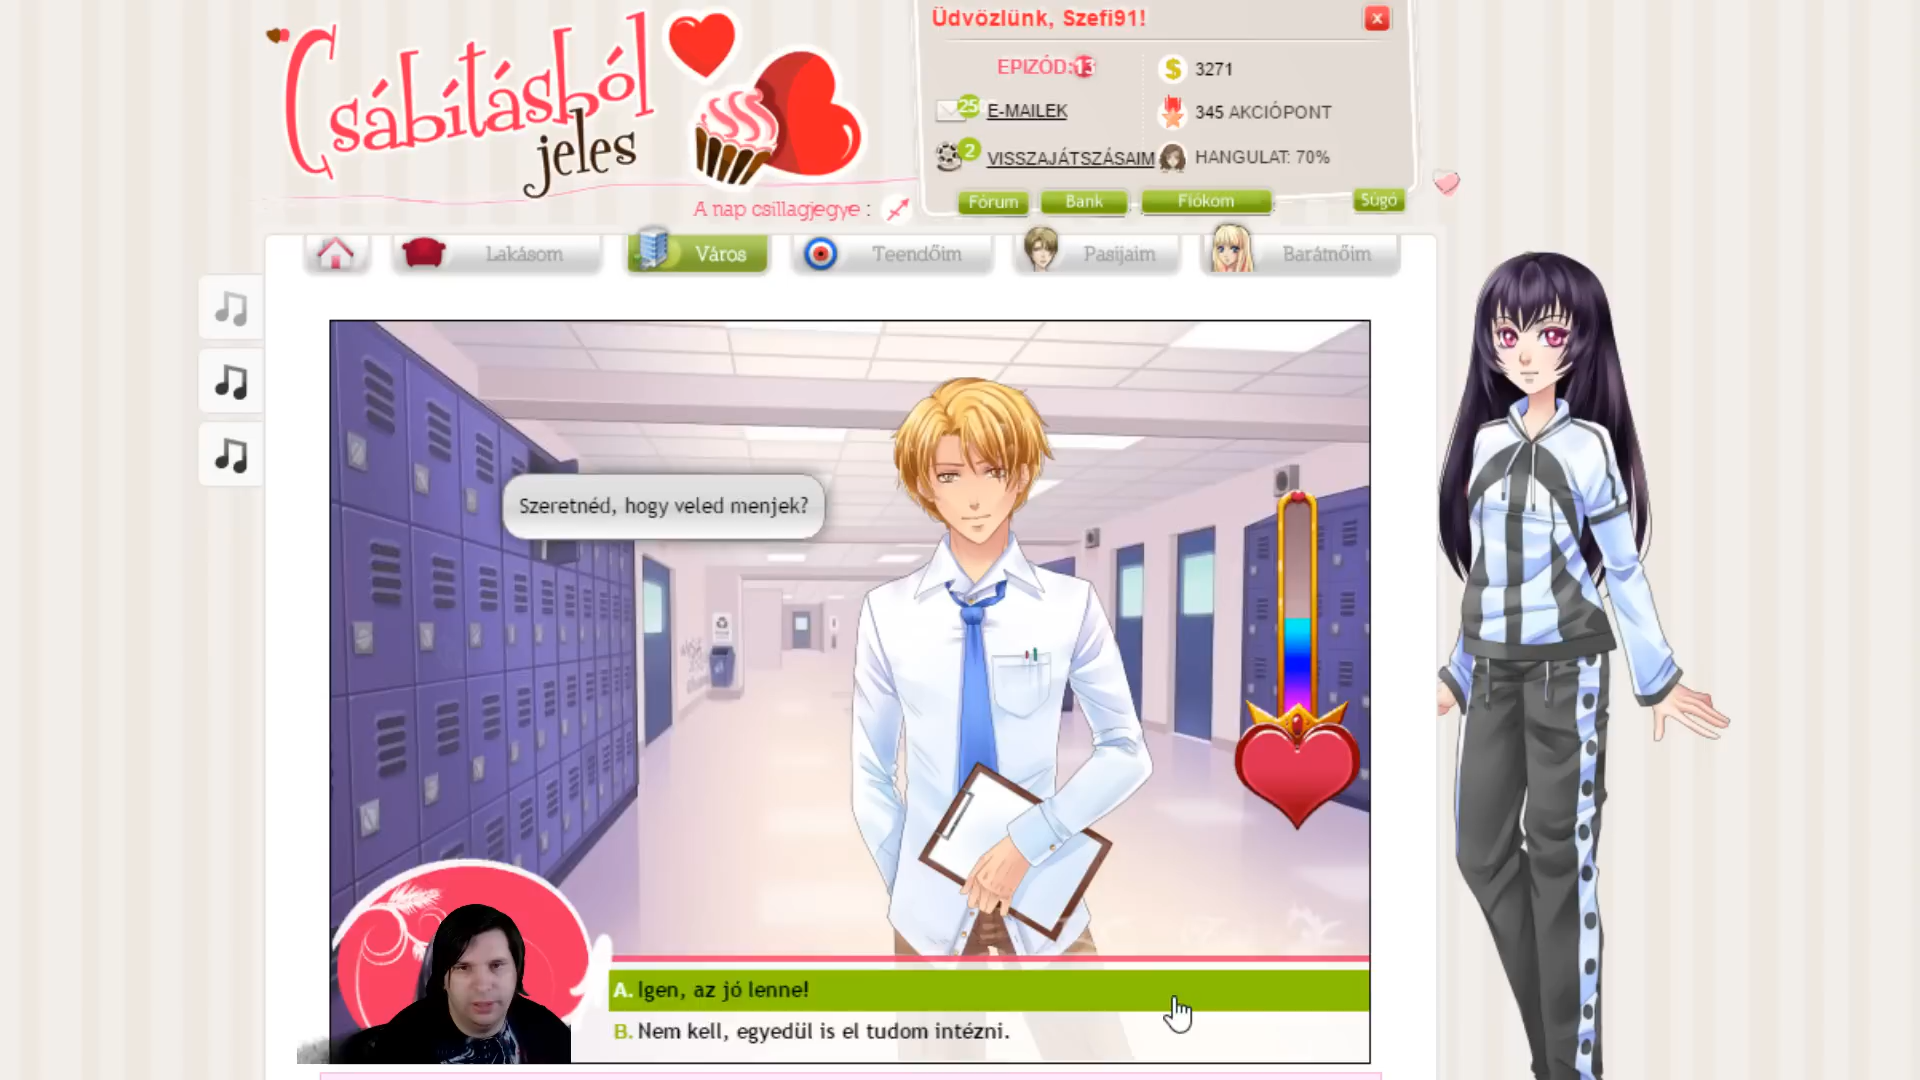 Csábításból
jeles
Üdvözlünk, Szefi91!
EPIZÓD: 13
3271
25 E-MAILEK
345 AKCIÓPONT
2 VISSZAJÁTSZÁSAIM
HANGULAT: 70%
Fórum
Bank
Fiókom
Súgó
A nap csillagjegye :
Lakásom
Város
Teendőim
Pasijaim
Barátnőim
Szeretnéd, hogy veled menjek?
A. Igen, az jó lenne!
B. Nem kell, egyedül is el tudom intézni.